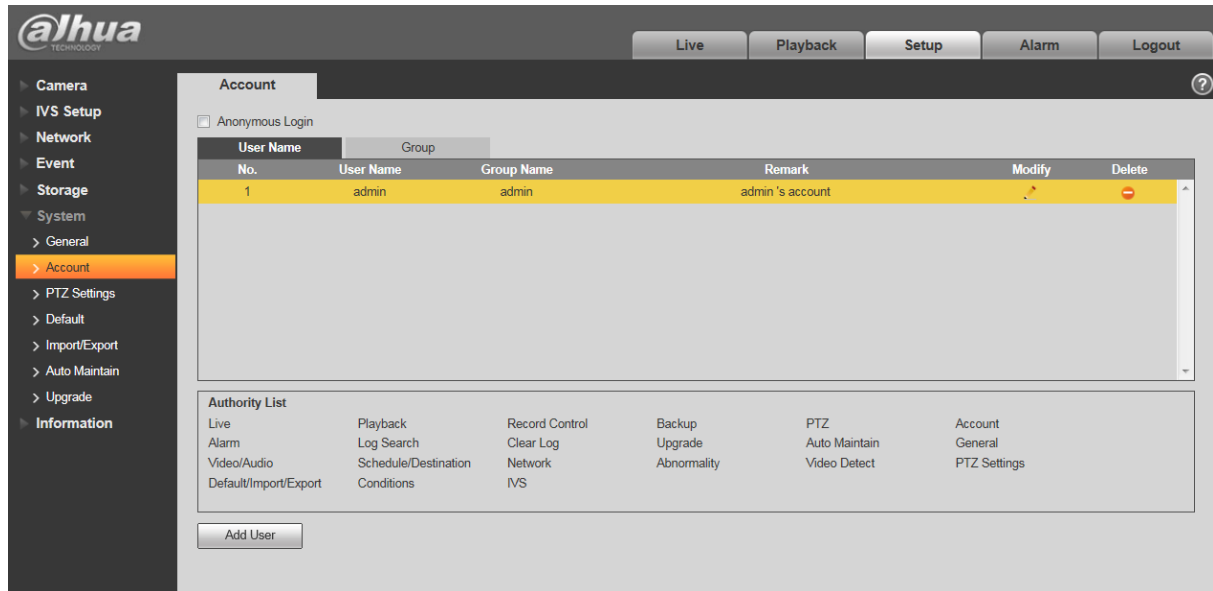 alhua
TECHNOLOGY
Live Playback Setup Alarm Logout
Camera
IVS Setup
Network
Event
Storage
System
General
Account
PTZ Settings
Default
Import/Export
Auto Maintain
Upgrade
Information
Account
?
Anonymous Login
User Name Group
No. User Name Group Name Remark Modify Delete
1 admin admin admin 's account
Authority List
Live Playback Record Control Backup PTZ Account
Alarm Log Search Clear Log Upgrade Auto Maintain General
Video/Audio Schedule/Destination Network Abnormality Video Detect PTZ Settings
Default/Import/Export Conditions IVS
Add User